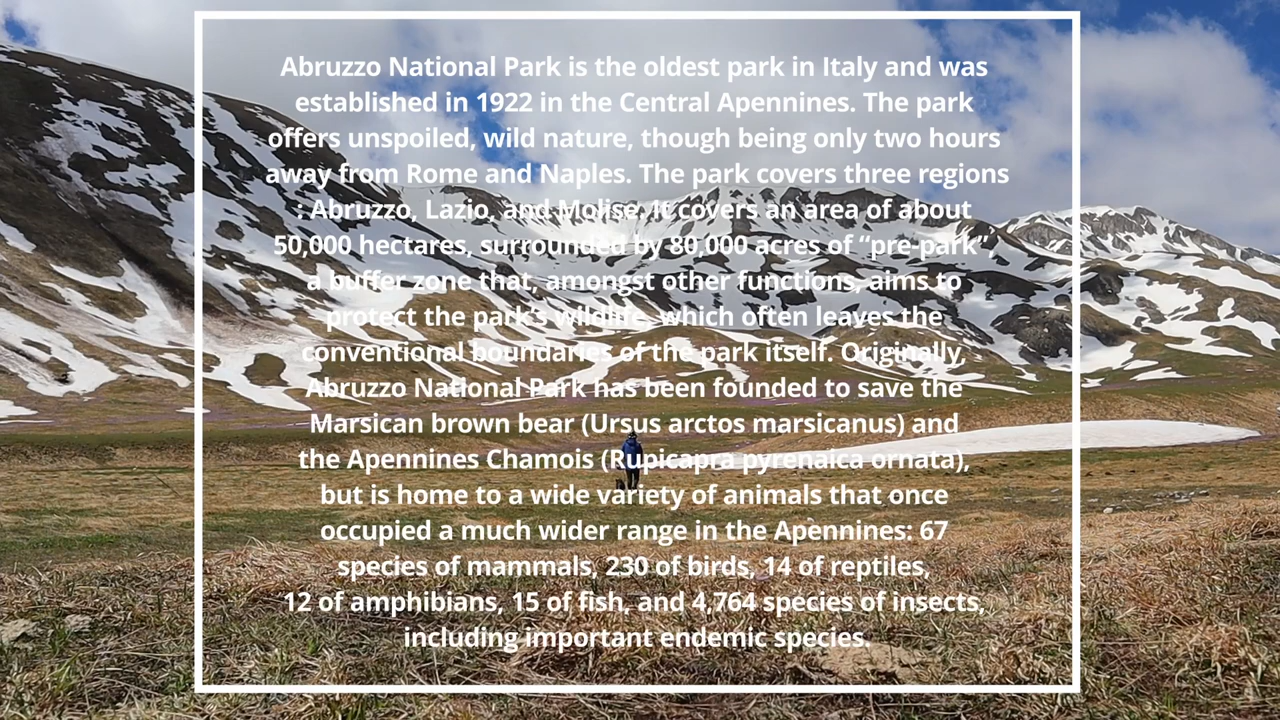 Abruzzo National Park is the oldest park in Italy and was
established in 1922 in the Central Apennines. The park
offers unspoiled, wild nature, though being only two hours
away from Rome and Naples. The park covers three regions
: Abruzzo, Lazio, and Molise. It covers an area of about
50,000 hectares, surrounded by 80,000 acres of “pre-park”,
a buffer zone that, amongst other functions, aims to
protect the park’s wildlife, which often leaves the
conventional boundaries of the park itself. Originally,
Abruzzo National Park has been founded to save the
Marsican brown bear (Ursus arctos marsicanus) and
the Apennines Chamois (Rupicapra pyrenaica ornata),
but is home to a wide variety of animals that once
occupied a much wider range in the Apennines: 67
species of mammals, 230 of birds, 14 of reptiles,
12 of amphibians, 15 of fish, and 4,764 species of insects,
including important endemic species.